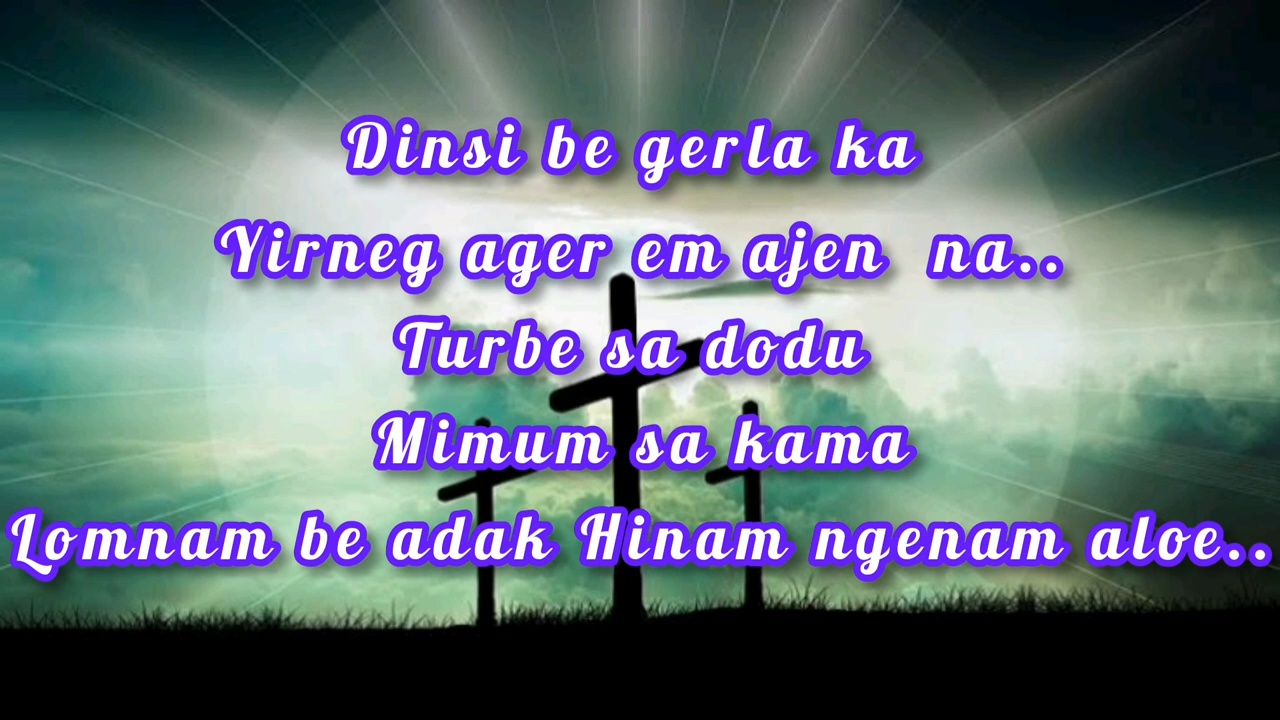 Dinsi be gerla ka
Yirneg ager em ajen na..
Turbe sa dodu
Mimum sa kama
Lomnam be adak Hinam ngenam aloe..